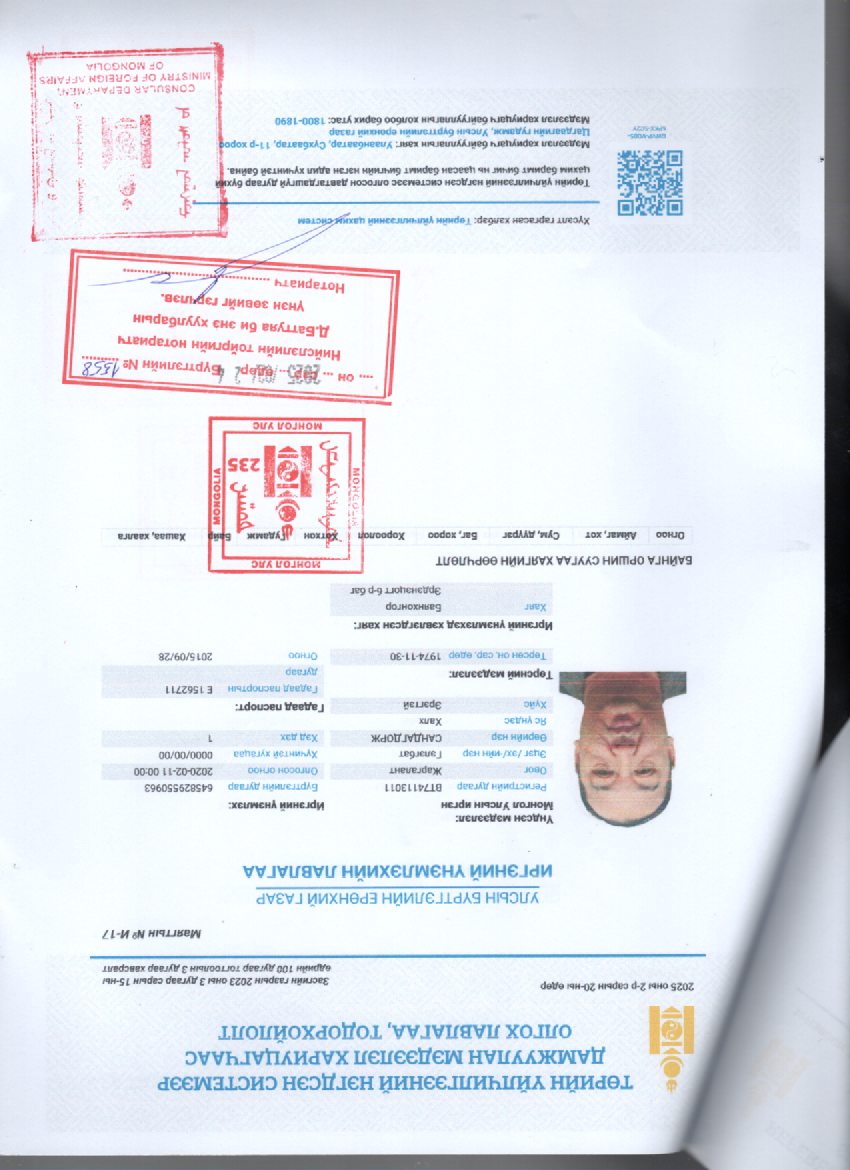 ТӨРИЙН ҮЙЛЧИЛГЭЭНИЙ НЭГДСЭН СИСТЕМЭЭР
ДАМЖУУЛАН МЭДЭЭЛЭЛ ХАРИУЦАГЧААС
ОЛГОХ ЛАВЛАГАА, ТОДОРХОЙЛОЛТ
2025 оны 2-р сарын 20-ны өдөр
Засгийн газрын 2023 оны 3 дугаар сарын 15-ны
өдрийн 100 дугаар тогтоолын 3 дугаар хавсралт
Маягтын № И-17
УЛСЫН БҮРТГЭЛИЙН ЕРӨНХИЙ ГАЗАР
ИРГЭНИЙ ҮНЭМЛЭХИЙН ЛАВЛАГАА
Үндсэн мэдээлэл:
Монгол Улсын иргэн
Регистрийн дугаар БТ74113011
Овог Жаргалант
Эцэг /эх/-ийн нэр Гэлэгбат
Өөрийн нэр САНДАГДОРЖ
Яс үндэс Халх
Хүйс Эрэгтэй
Иргэний үнэмлэх:
Бүртгэлийн дугаар 645829550963
Олгосон огноо 2020-02-11 00:00
Хүчинтэй хугацаа 0000/00/00
Хэд дэх 1
Гадаад паспорт:
Гадаад паспортын дугаар E 1562711
Огноо 2015/09/28
Төрсний мэдээлэл:
Төрсөн он, сар, өдөр 1974-11-30
Иргэний үнэмлэхэд хэвлэгдсэн хаяг:
Хаяг Баянхонгор
Эрдэнэцогт 6-р баг
БАЙНГА ОРШИН СУУГАА ХАЯГИЙН ӨӨРЧЛӨЛТ
Огноо Аймаг, хот Сум, дүүрэг Баг, хороо Хороолол Хотхон Гудамж Байр Хашаа, хаалга
МОНГОЛ УЛС
MONGOLIA
235
MONGOLIA
МОНГОЛ УЛС
.... он .... Бүртгэлийн № 1358
2025
Нийслэлийн тойргийн нотариатч
Д.Баттуяа би энэ хуулбарын
үнэн зөвийг гэрчлэв.
Нотариатч
Хүсэлт гаргасан хэлбэр: Төрийн үйлчилгээний цахим систем
Төрийн үйлчилгээний нэгдсэн системээс олгосон давтагдашгүй дугаар бүхий
цахим баримт бичиг нь цаасан баримт бичгийн нэгэн адил хүчинтэй байна.
Мэдээлэл хариуцагч байгууллагын хаяг: Улаанбаатар, Сүхбаатар, 11-р хороо
Цагдаагийн гудамж, Улсын бүртгэлийн ерөнхий газар
Мэдээлэл хариуцагч байгууллагын холбоо барих утас: 1800-1890
CONSULAR DEPARTMENT
MINISTRY OF FOREIGN AFFAIRS
OF MONGOLIA